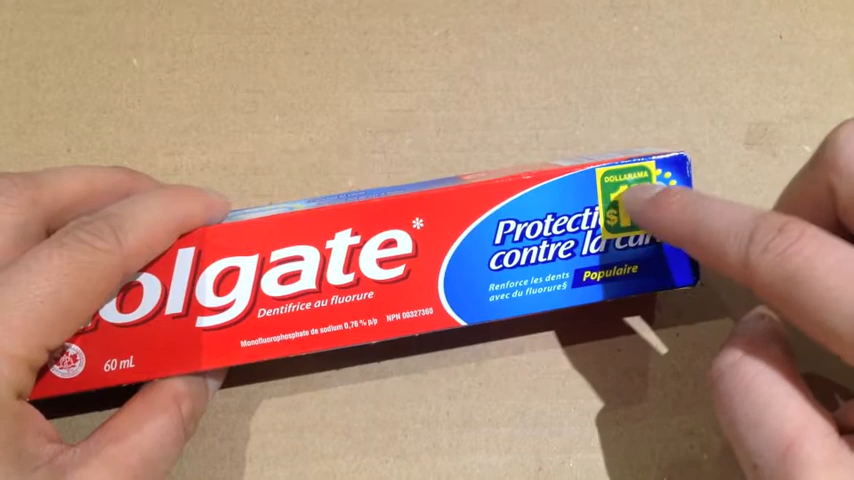 olgate*
Dentifrice au fluorure
Monofluorophosphate de sodium 0,76 % p/p NPN 00327360
60 mL
DOLLARAMA
$1
Protecti
contre la car
Renforce les dents
avec du fluorure§
Populaire